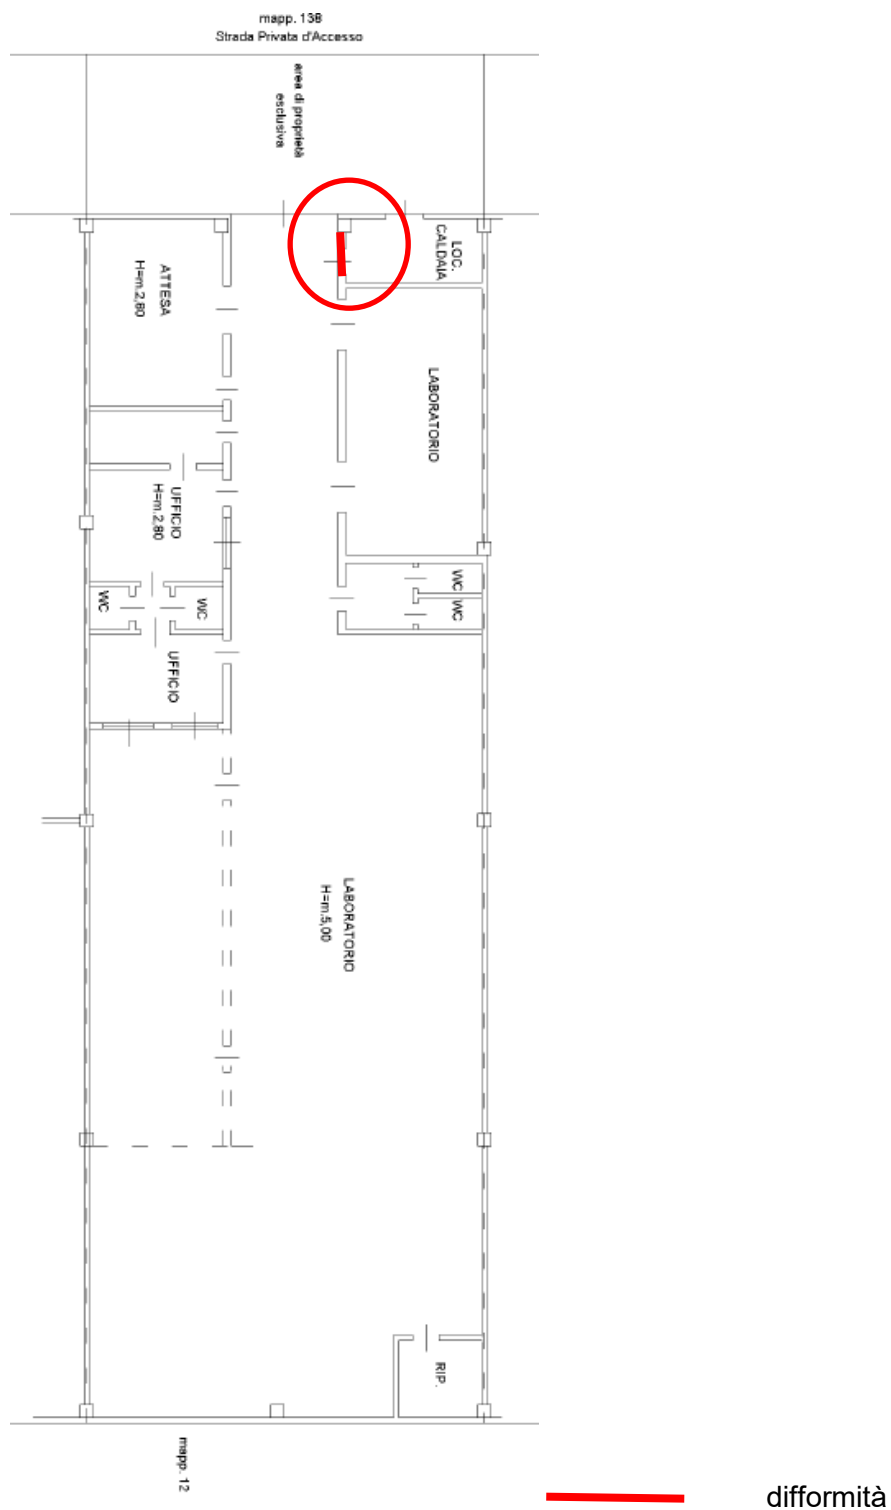 mapp. 138
Strada Privata d'Accesso
area di proprietà
esclusiva
LOC.
CALDAIA
ATTESA
H=m.2,80
LABORATORIO
UFFICIO
H=m.2,80
WC
WC
WC
WC
UFFICIO
LABORATORIO
H=m.5,00
RIP.
mapp. 12
difformità